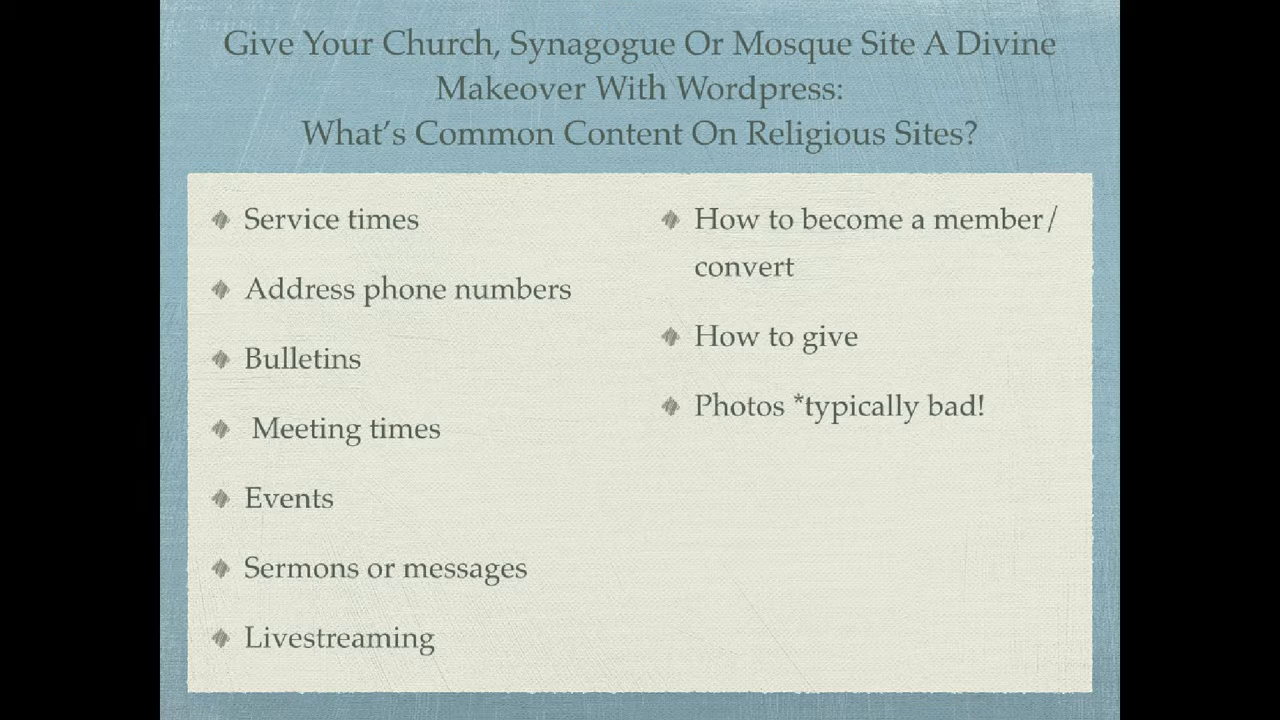 Give Your Church, Synagogue Or Mosque Site A Divine
Makeover With Wordpress:
What's Common Content On Religious Sites?
Service times
Address phone numbers
Bulletins
Meeting times
Events
Sermons or messages
Livestreaming
How to become a member/
convert
How to give
Photos *typically bad!